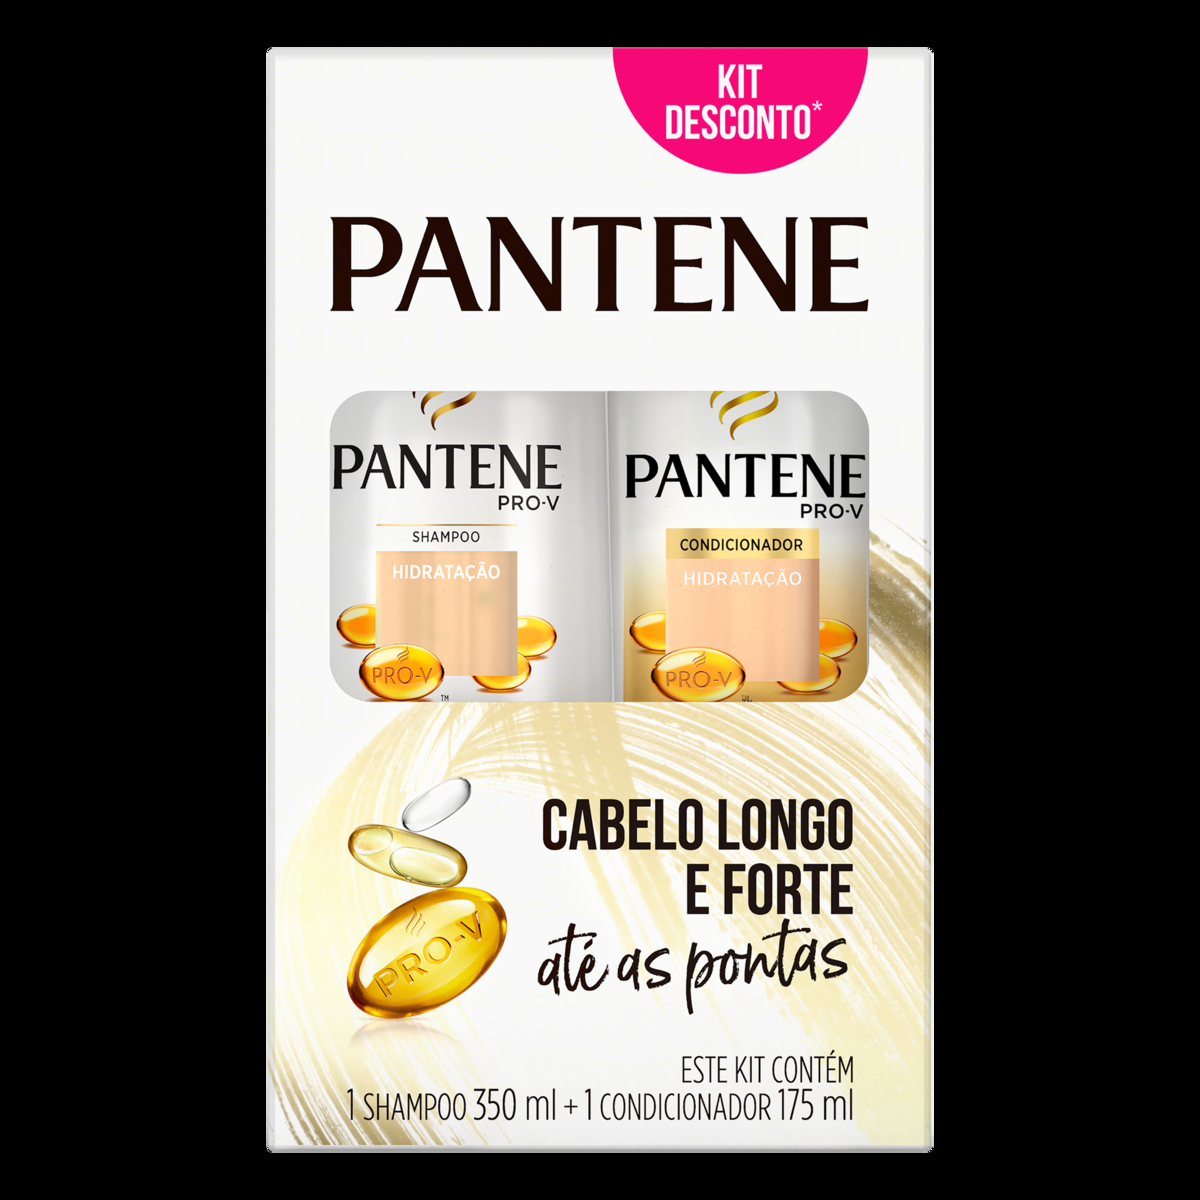 KIT
DESCONTO*
PANTENE
PANTENE
PRO-V
SHAMPOO
HIDRATAÇÃO
PRO-V
TM
PANTENE
PRO-V
CONDICIONADOR
HIDRATAÇÃO
PRO-V
CABELO LONGO
E FORTE
até as pontas
PRO-V
ESTE KIT CONTÉM
1 SHAMPOO 350 ml + 1 CONDICIONADOR 175 ml